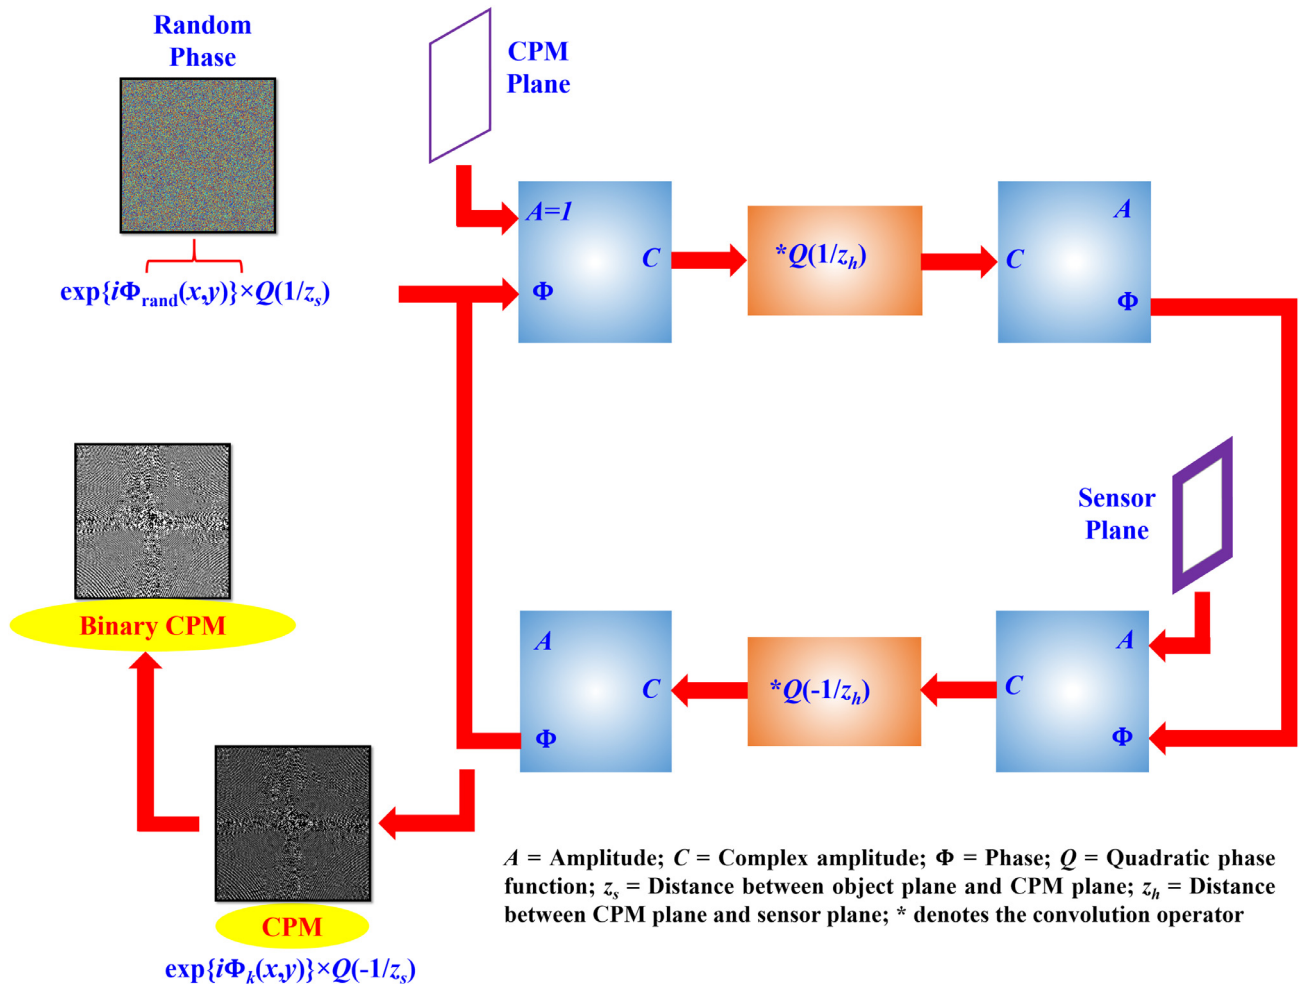 Random
Phase
CPM
Plane
exp{iΦrand(x,y)}×Q(1/zs)
A=1
C
Φ
*Q(1/zh)
A
C
Φ
Sensor
Plane
Binary CPM
A
C
Φ
*Q(-1/zh)
A
C
Φ
CPM
exp{iΦk(x,y)}×Q(-1/zs)
A = Amplitude; C = Complex amplitude; Φ = Phase; Q = Quadratic phase
function; zs = Distance between object plane and CPM plane; zh = Distance
between CPM plane and sensor plane; * denotes the convolution operator